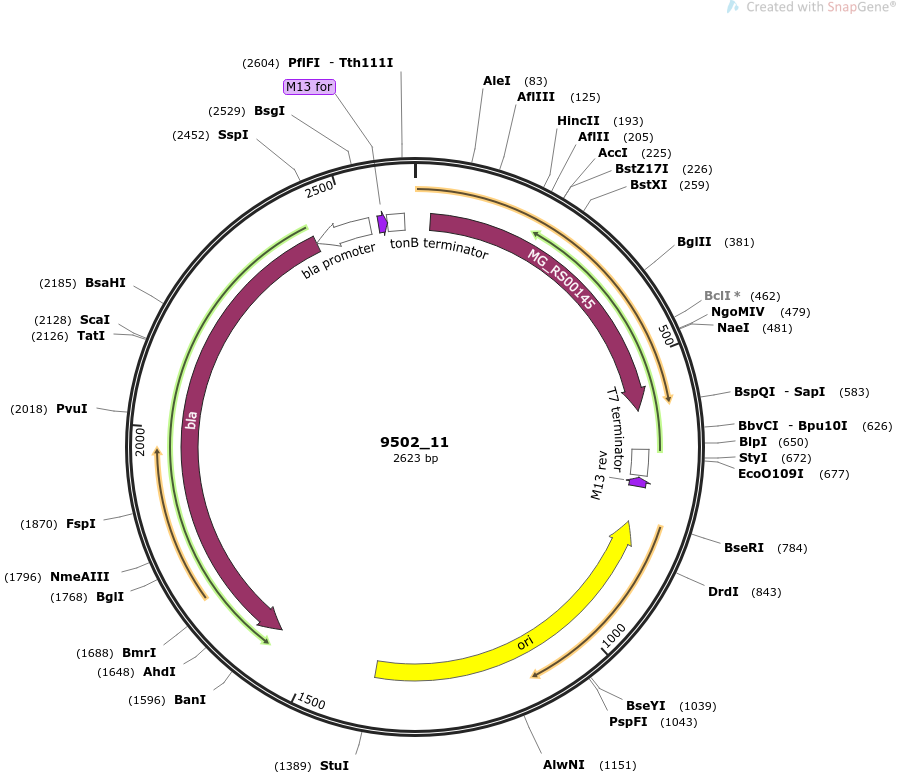 Created with SnapGene®
(2604) PflFI - Tth111I
M13 for
(2529) BsgI
(2452) SspI
AleI (83)
AflIII (125)
HincII (193)
AflII (205)
AccI (225)
BstZ17I (226)
BstXI (259)
BglII (381)
BclI * (462)
NgoMIV (479)
NaeI (481)
BspQI - SapI (583)
BbvCI - Bpu10I (626)
BlpI (650)
StyI (672)
EcoO109I (677)
BseRI (784)
DrdI (843)
BseYI (1039)
PspFI (1043)
AlwNI (1151)
(1389) StuI
(1596) BanI
(1648) AhdI
(1688) BmrI
(1768) BglI
(1796) NmeAIII
(1870) FspI
(2018) PvuI
(2126) TatI
(2128) ScaI
(2185) BsaHI
2500
500
1000
1500
2000
bla promoter
tonB terminator
MG_RS00145
T7 terminator
M13 rev
ori
bla
9502_11
2623 bp